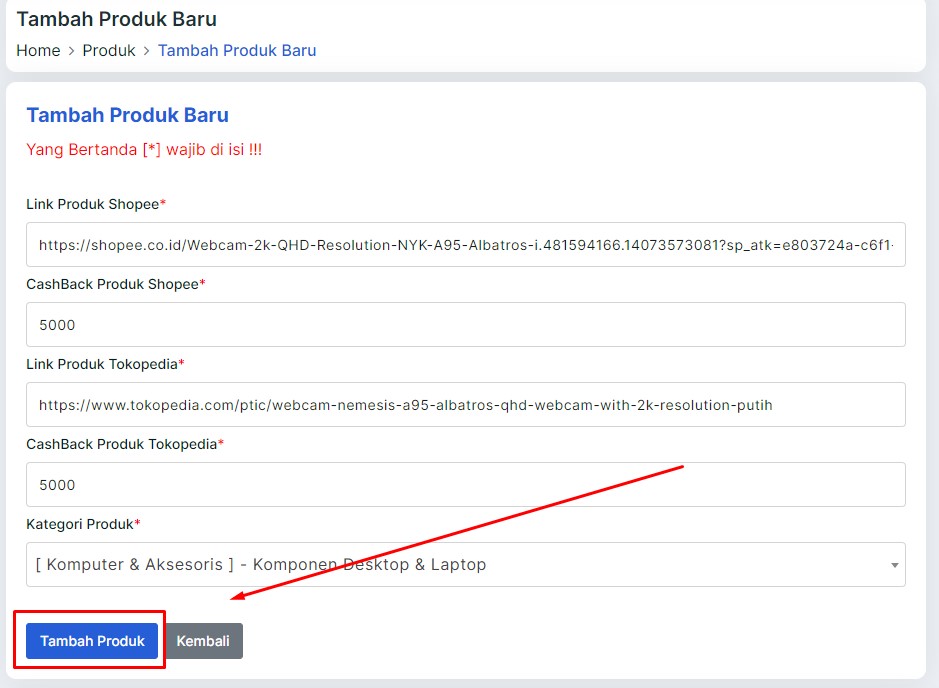 Tambah Produk Baru
Home > Produk > Tambah Produk Baru
Tambah Produk Baru
Yang Bertanda [*] wajib di isi !!!
Link Produk Shopee*
https://shopee.co.id/Webcam-2k-QHD-Resolution-NYK-A95-Albatros-i.481594166.14073573081?sp_atk=e803724a-c6f1-
CashBack Produk Shopee*
5000
Link Produk Tokopedia*
https://www.tokopedia.com/ptic/webcam-nemesis-a95-albatros-qhd-webcam-with-2k-resolution-putih
CashBack Produk Tokopedia*
5000
Kategori Produk*
[ Komputer & Aksesoris ] - Komponen Desktop & Laptop
Tambah Produk Kembali